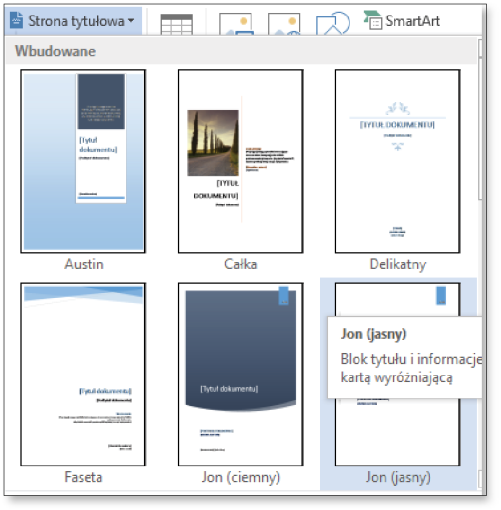 Strona tytułowa
SmartArt
Wbudowane
[Tytuł
dokumentu]
[TYTUŁ
DOKUMENTU]
[TYTUŁ DOKUMENTU]
Austin
Całka
Delikatny
[Tytuł dokumentu]
[Tytuł dokumentu]
Jon (jasny)
Blok tytułu i informacje
kartą wyróżniającą
Faseta
Jon (ciemny)
Jon (jasny)